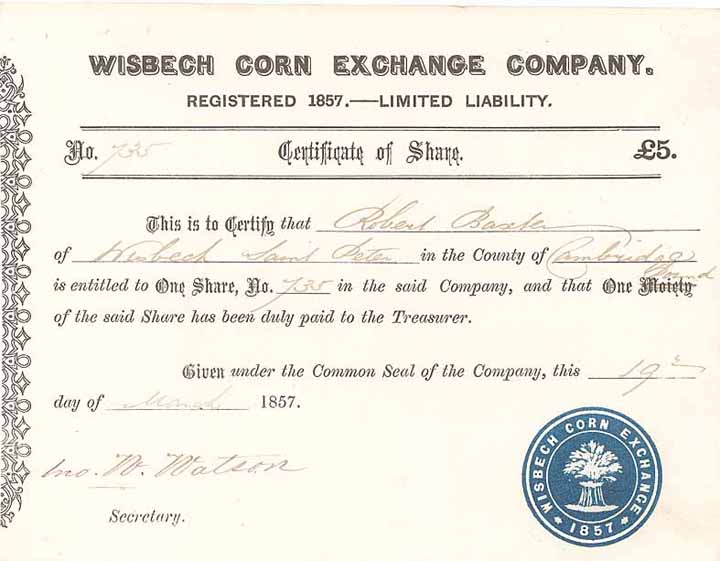 WISBECH CORN EXCHANGE COMPANY.
REGISTERED 1857.—LIMITED LIABILITY.
No. 735 Certificate of Share. £5.
This is to Certify that Robert Baxter
of Wisbech Saint Peter in the County of Cambridge
is entitled to One Share, No. 735 in the said Company, and that One Moiety
of the said Share has been duly paid to the Treasurer.
Given under the Common Seal of the Company, this 19th
day of March 1857.
Jno. W. Watson
Secretary.
WISBECH CORN EXCHANGE
* 1857 *